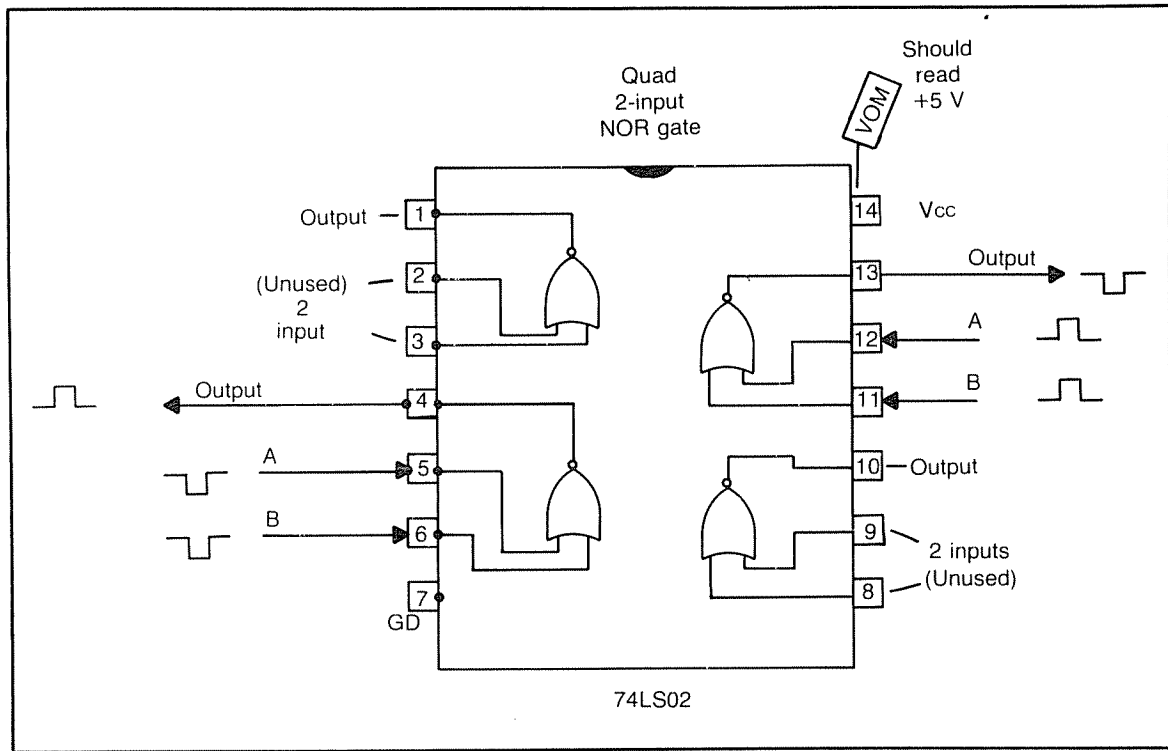 Quad
2-input
NOR gate
VOM
Should
read
+5 V
Output
1
(Unused)
2
input
2
3
Output
4
A
5
B
6
7
GD
14
Vcc
13
Output
12
A
11
B
10
Output
9
2 inputs
(Unused)
8
74LS02